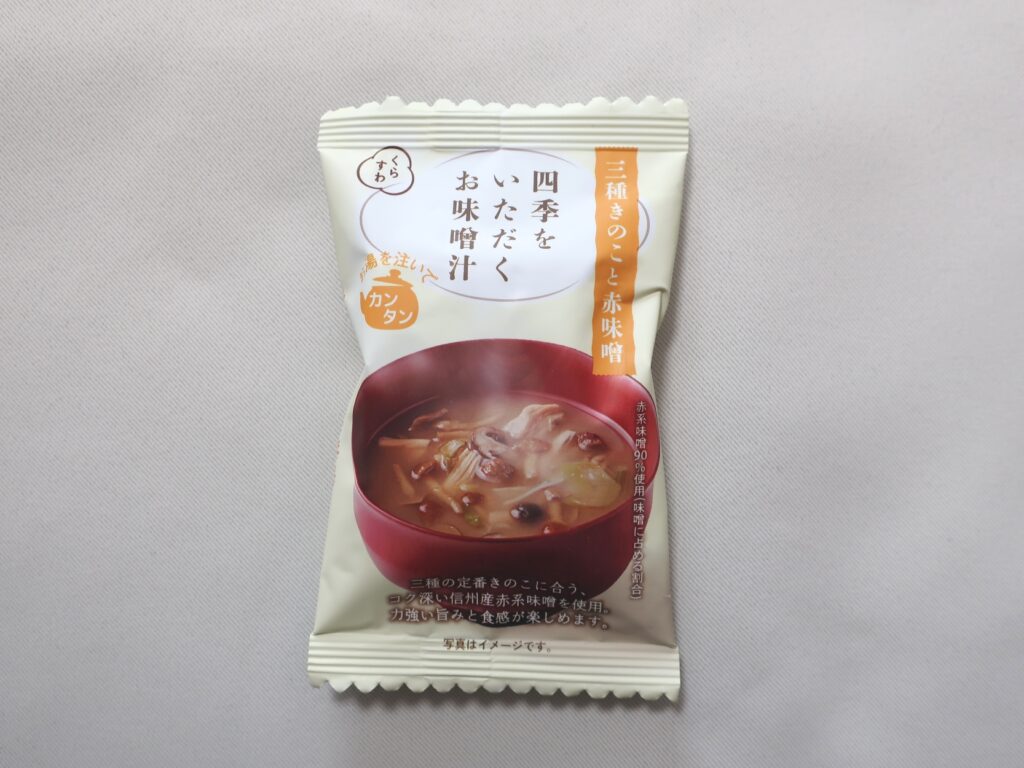 くら
すわ
四季を
いただく
お味噌汁
三種きのこと赤味噌
お湯を注いで
カン
タン
赤系味噌90%使用(味噌に占める割合)
三種の定番きのこに合う、
コク深い信州産赤系味噌を使用。
力強い旨みと食感が楽しめます。
写真はイメージです。